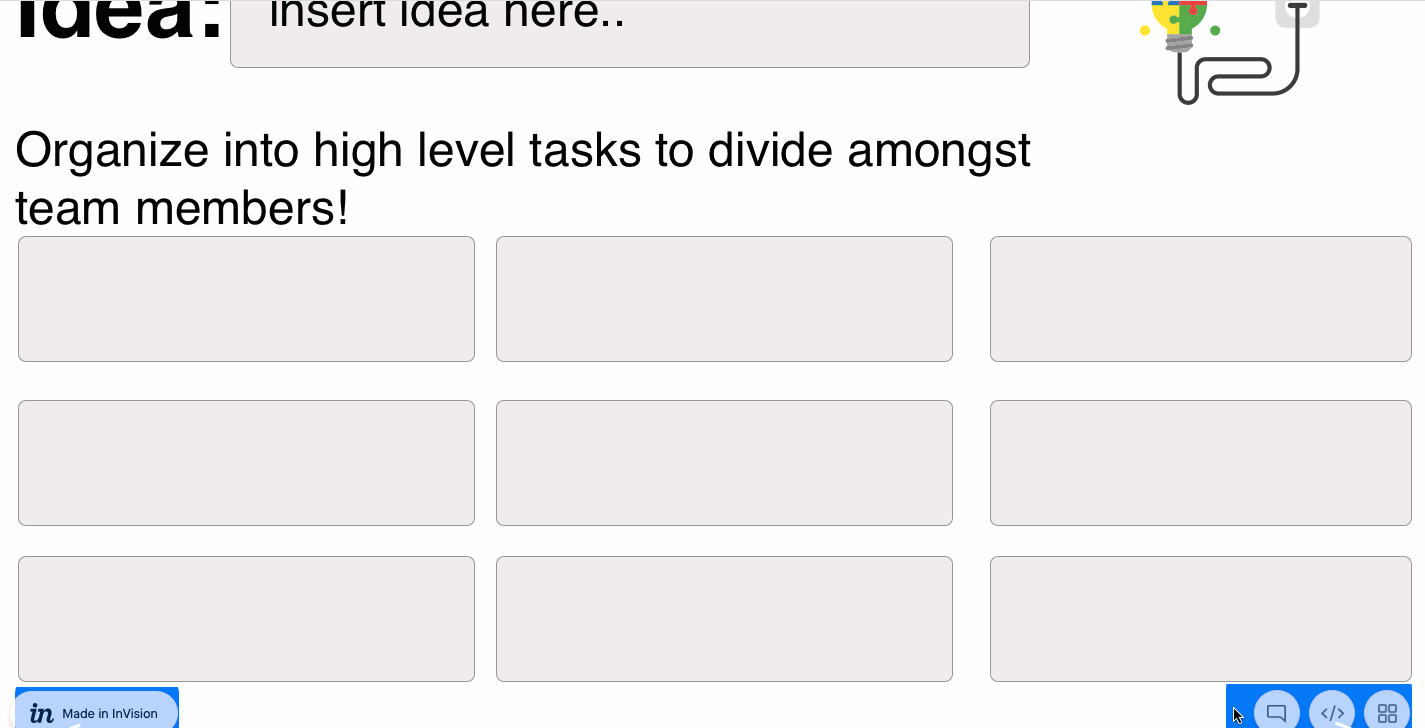 Idea:
Insert idea here..
Organize into high level tasks to divide amongst
team members!
in Made in InVision